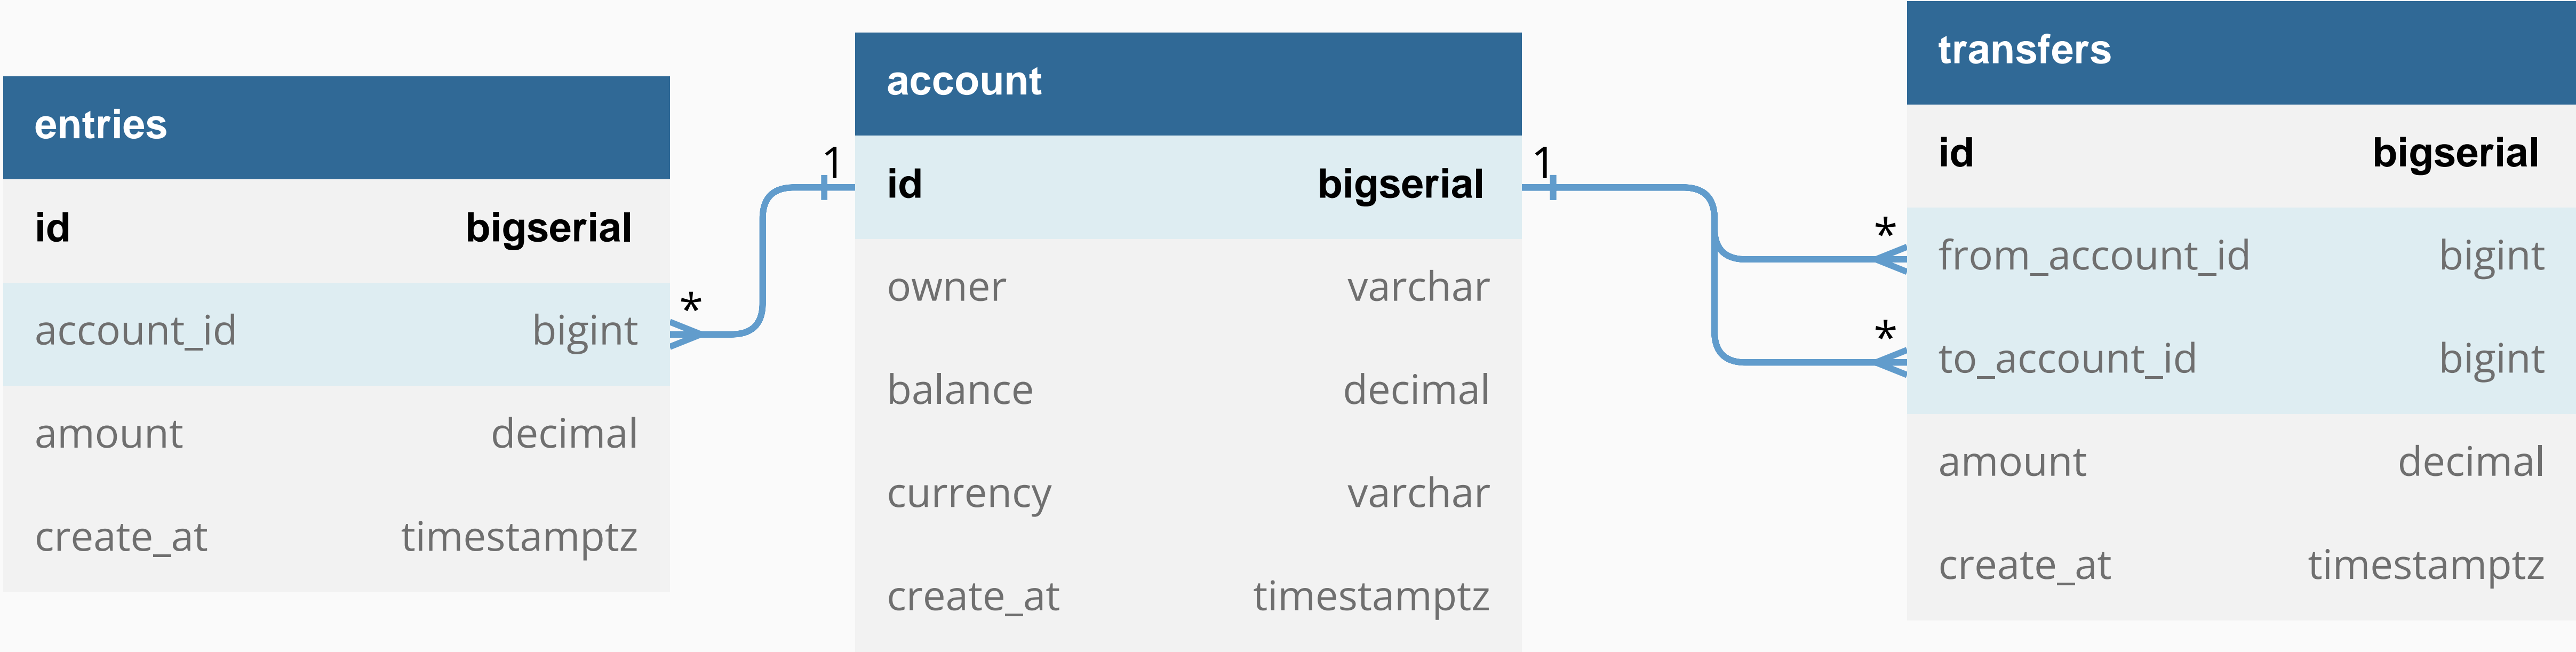 entries
id bigserial
account_id bigint
amount decimal
create_at timestamptz
1
*
account
id bigserial
owner varchar
balance decimal
currency varchar
create_at timestamptz
1
*
*
transfers
id bigserial
from_account_id bigint
to_account_id bigint
amount decimal
create_at timestamptz